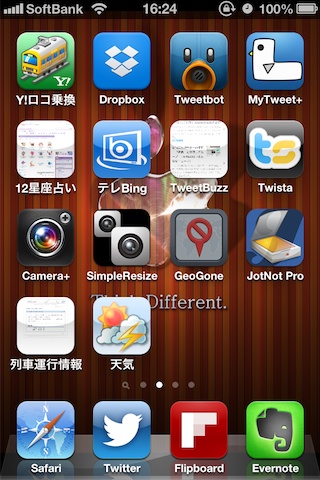 SoftBank 16:24 100%
Y!
Y!ロコ乗換 Dropbox Tweetbot MyTweet+
12星座占い テレBing TweetBuzz Twista
Camera+ SimpleResize GeoGone JotNot Pro
Different.
列車運行情報 天気
Safari Twitter Flipboard Evernote